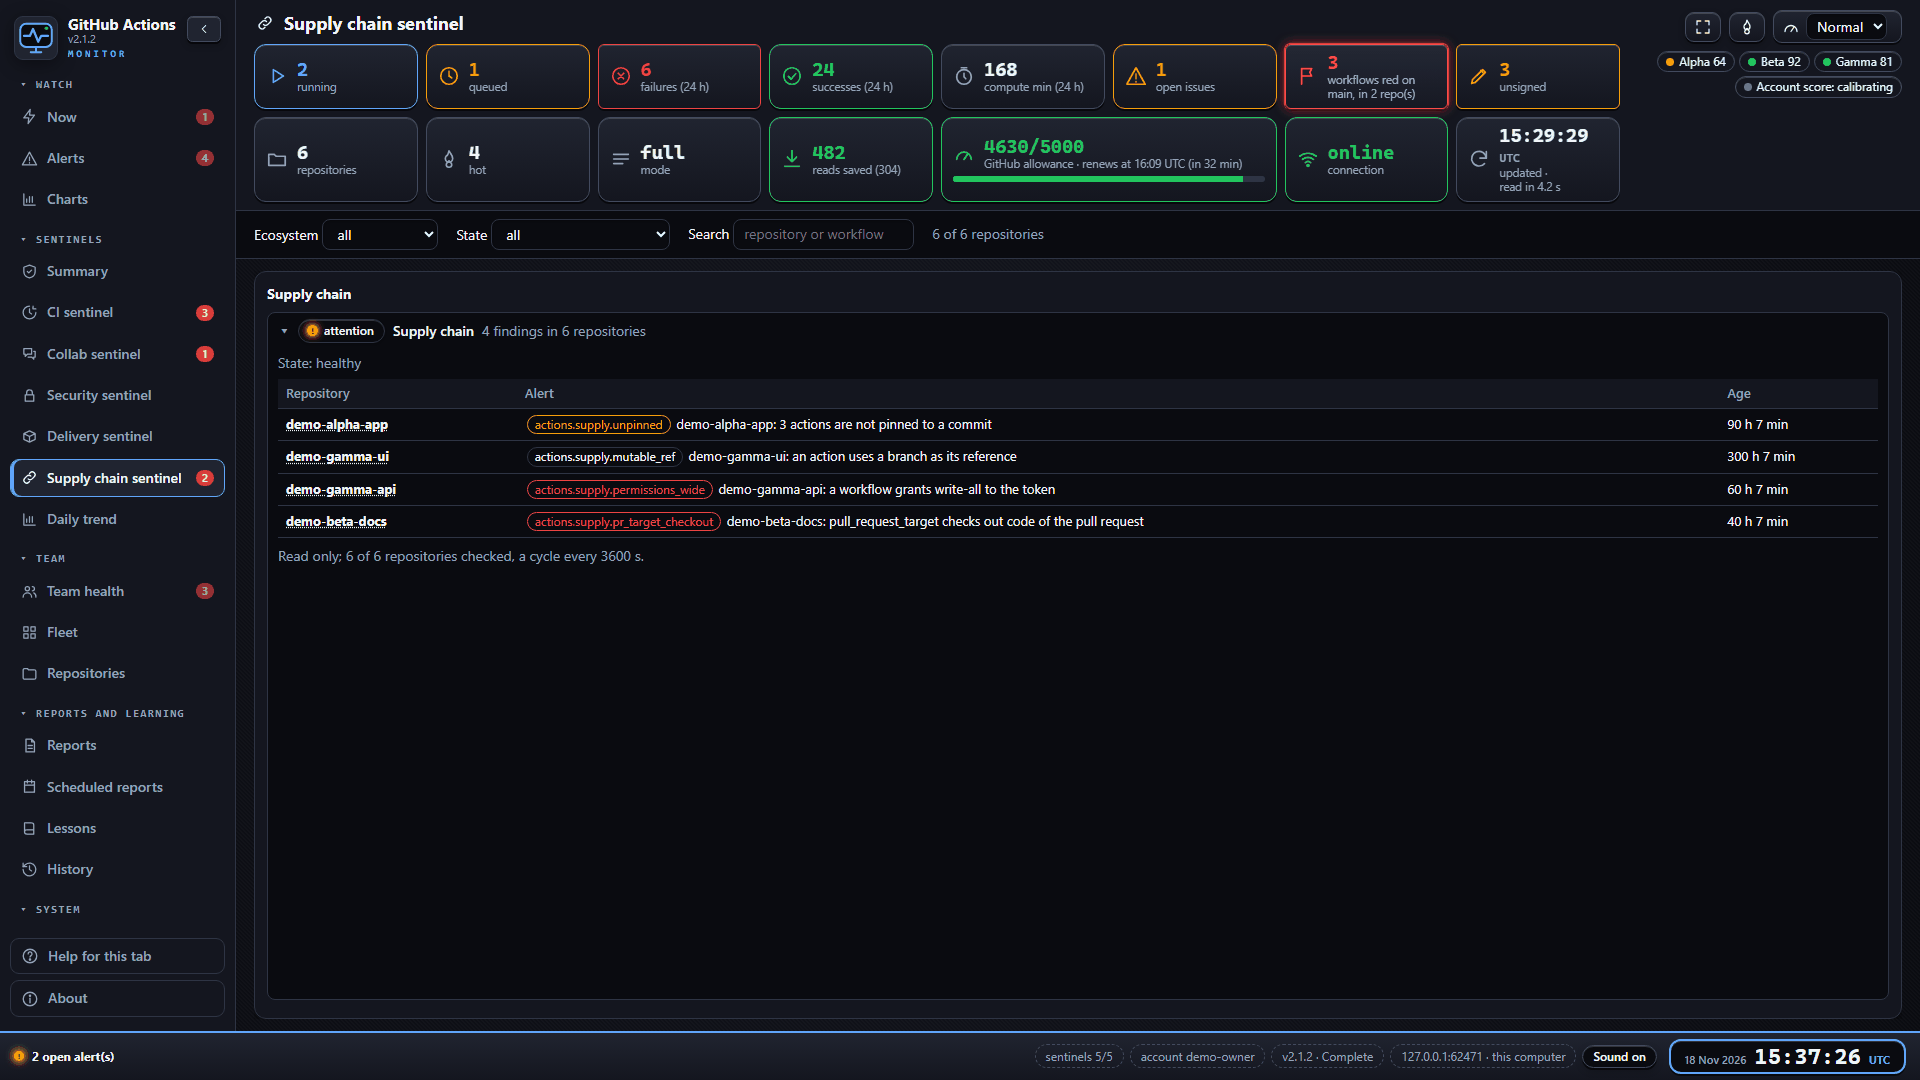 GitHub Actions
v2.1.2
MONITOR
WATCH
Now 1
Alerts 4
Charts
SENTINELS
Summary
CI sentinel 3
Collab sentinel 1
Security sentinel
Delivery sentinel
Supply chain sentinel 2
Daily trend
TEAM
Team health 3
Fleet
Repositories
REPORTS AND LEARNING
Reports
Scheduled reports
Lessons
History
SYSTEM
Help for this tab
About
Supply chain sentinel
Normal
2
running
1
queued
6
failures (24 h)
24
successes (24 h)
168
compute min (24 h)
1
open issues
3
workflows red on
main, in 2 repo(s)
3
unsigned
Alpha 64
Beta 92
Gamma 81
Account score: calibrating
6
repositories
4
hot
full
mode
482
reads saved (304)
4630/5000
GitHub allowance · renews at 16:09 UTC (in 32 min)
online
connection
15:29:29
UTC
updated ·
read in 4.2 s
Ecosystem all
State all
Search repository or workflow
6 of 6 repositories
Supply chain
attention Supply chain 4 findings in 6 repositories
State: healthy
Repository Alert Age
demo-alpha-app actions.supply.unpinned demo-alpha-app: 3 actions are not pinned to a commit 90 h 7 min
demo-gamma-ui actions.supply.mutable_ref demo-gamma-ui: an action uses a branch as its reference 300 h 7 min
demo-gamma-api actions.supply.permissions_wide demo-gamma-api: a workflow grants write-all to the token 60 h 7 min
demo-beta-docs actions.supply.pr_target_checkout demo-beta-docs: pull_request_target checks out code of the pull request 40 h 7 min
Read only; 6 of 6 repositories checked, a cycle every 3600 s.
2 open alert(s)
sentinels 5/5
account demo-owner
v2.1.2 · Complete
127.0.0.1:62471 · this computer
Sound on
18 Nov 2026 15:37:26 UTC